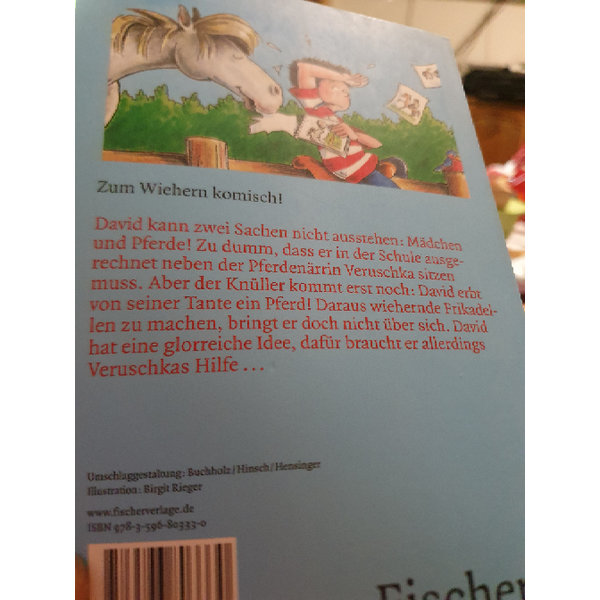 Zum Wiehern komisch!
David kann zwei Sachen nicht ausstehen: Mädchen
und Pferde! Zu dumm, dass er in der Schule ausge-
rechnet neben der Pferdenärrin Veruschka sitzen
muss. Aber der Knüller kommt erst noch: David erbt
von seiner Tante ein Pferd! Daraus wiehernde Frikadel-
len zu machen, bringt er doch nicht über sich. David
hat eine glorreiche Idee, dafür braucht er allerdings
Veruschkas Hilfe ...
Umschlaggestaltung: Buchholz/Hinsch/Hensinger
Illustration: Birgit Rieger
www.fischerverlage.de
ISBN 978-3-596-80333-0
Fischer